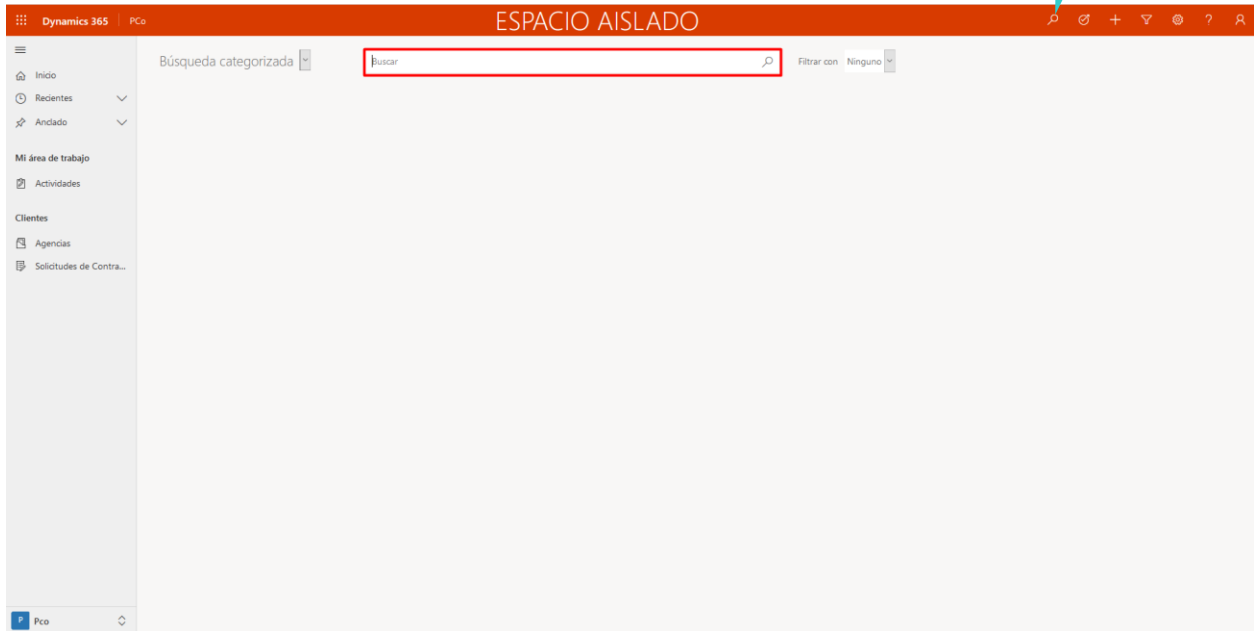 Dynamics 365 PCo ESPACIO AISLADO
Búsqueda categorizada Buscar Filtrar con Ninguno
Inicio
Recientes
Anclado
Mi área de trabajo
Actividades
Clientes
Agencias
Solicitudes de Contra...
P Pco